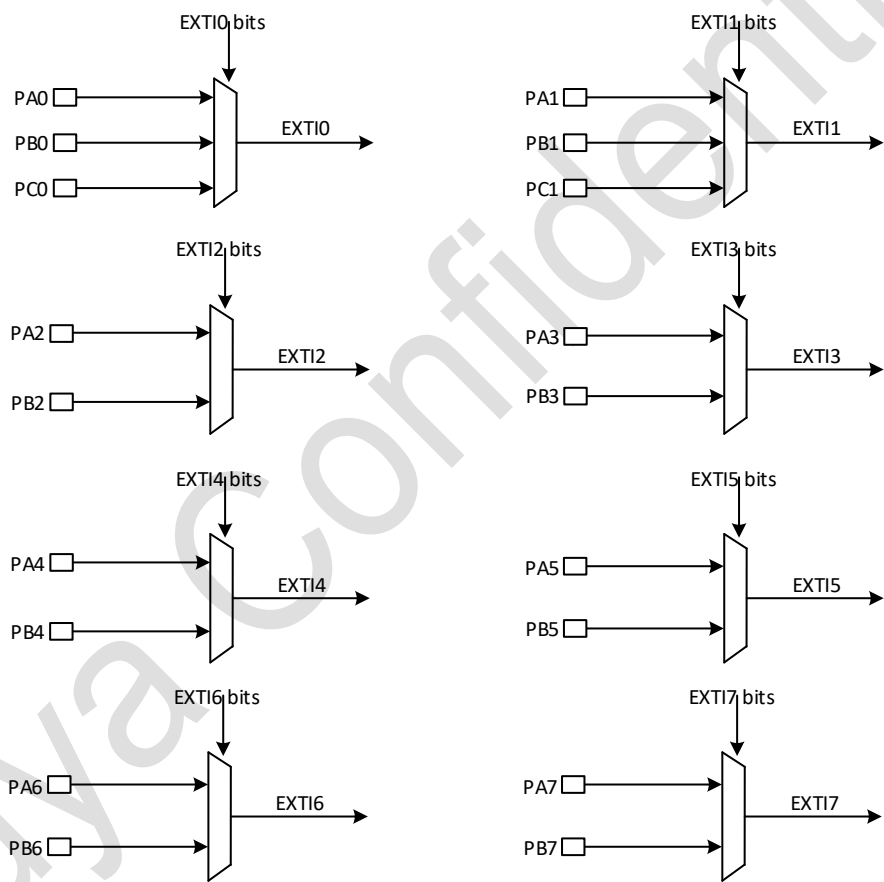 EXTI0 bits
PA0
PB0
EXTI0
PC0
EXTI1 bits
PA1
PB1
EXTI1
PC1
EXTI2 bits
PA2
EXTI2
PB2
EXTI3 bits
PA3
EXTI3
PB3
EXTI4 bits
PA4
EXTI4
PB4
EXTI5 bits
PA5
EXTI5
PB5
EXTI6 bits
PA6
EXTI6
PB6
EXTI7 bits
PA7
EXTI7
PB7
uya Confidenti